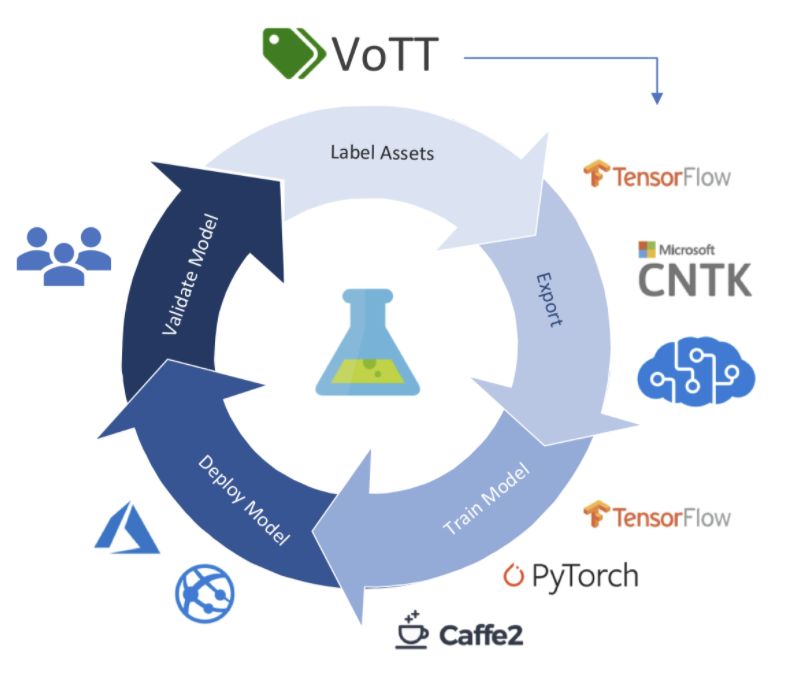 VoTT
Label Assets
TensorFlow
Microsoft
CNTK
Export
Validate Model
Train Model
Deploy Model
TensorFlow
PyTorch
Caffe2